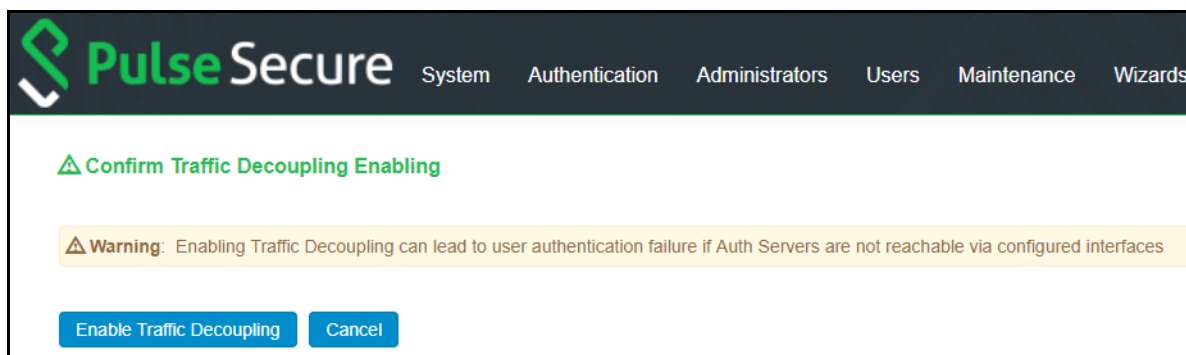 Pulse Secure System Authentication Administrators Users Maintenance Wizards
Confirm Traffic Decoupling Enabling
Warning: Enabling Traffic Decoupling can lead to user authentication failure if Auth Servers are not reachable via configured interfaces
Enable Traffic Decoupling Cancel